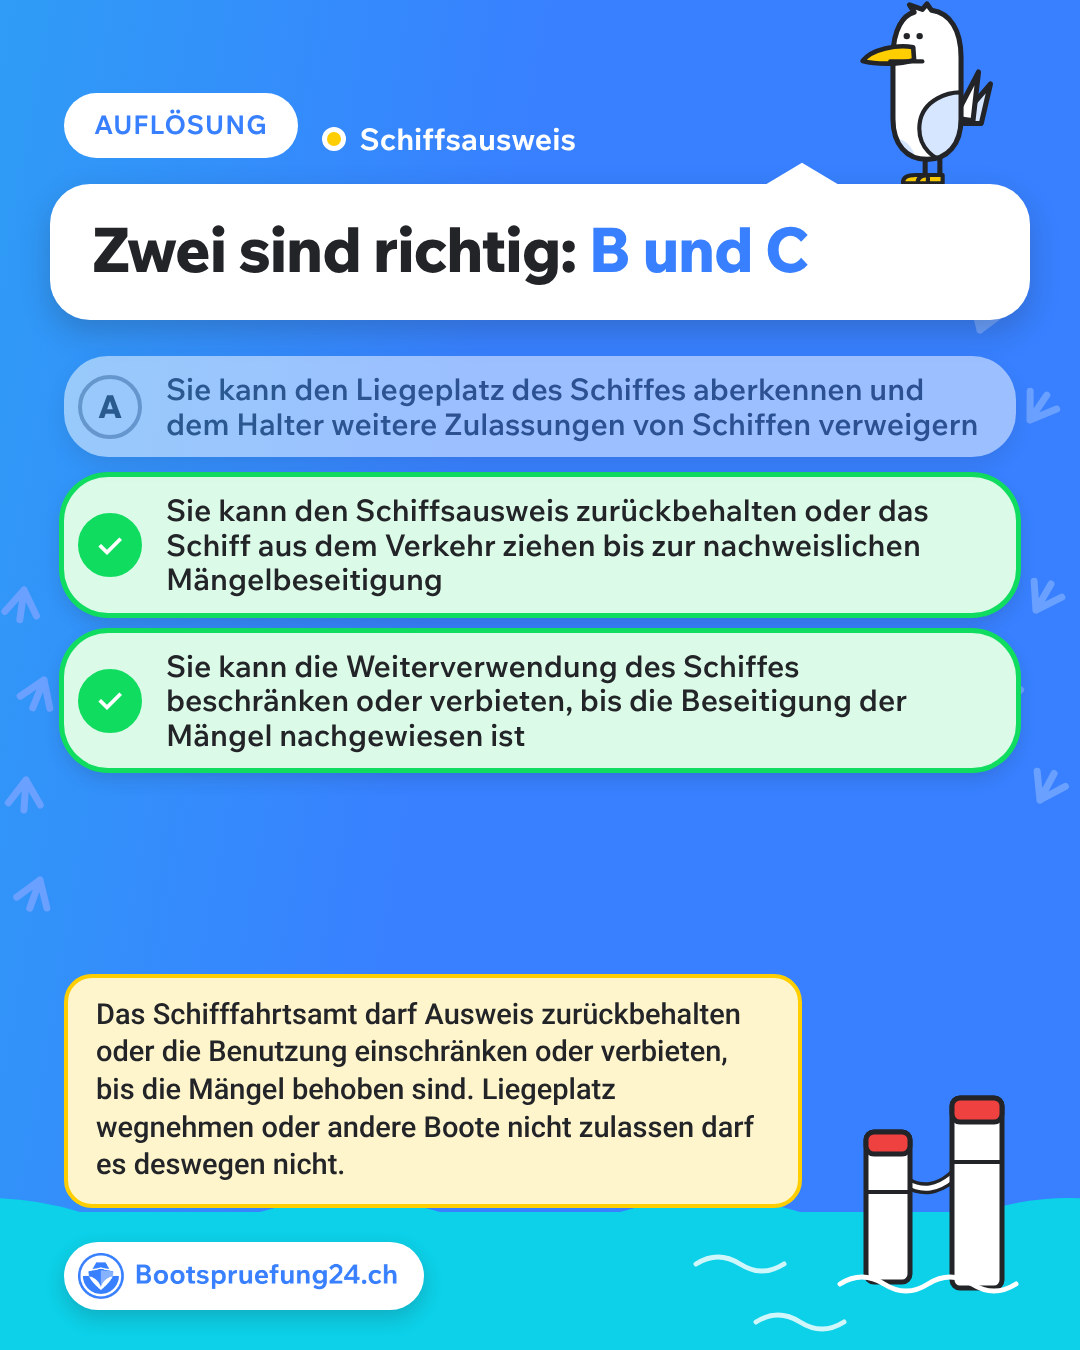 AUFLÖSUNG
Schiffsausweis
Zwei sind richtig: B und C
A
Sie kann den Liegeplatz des Schiffes aberkennen und
dem Halter weitere Zulassungen von Schiffen verweigern
Sie kann den Schiffsausweis zurückbehalten oder das
Schiff aus dem Verkehr ziehen bis zur nachweislichen
Mängelbeseitigung
Sie kann die Weiterverwendung des Schiffes
beschränken oder verbieten, bis die Beseitigung der
Mängel nachgewiesen ist
Das Schifffahrtsamt darf Ausweis zurückbehalten
oder die Benutzung einschränken oder verbieten,
bis die Mängel behoben sind. Liegeplatz
wegnehmen oder andere Boote nicht zulassen darf
es deswegen nicht.
Bootspruefung24.ch